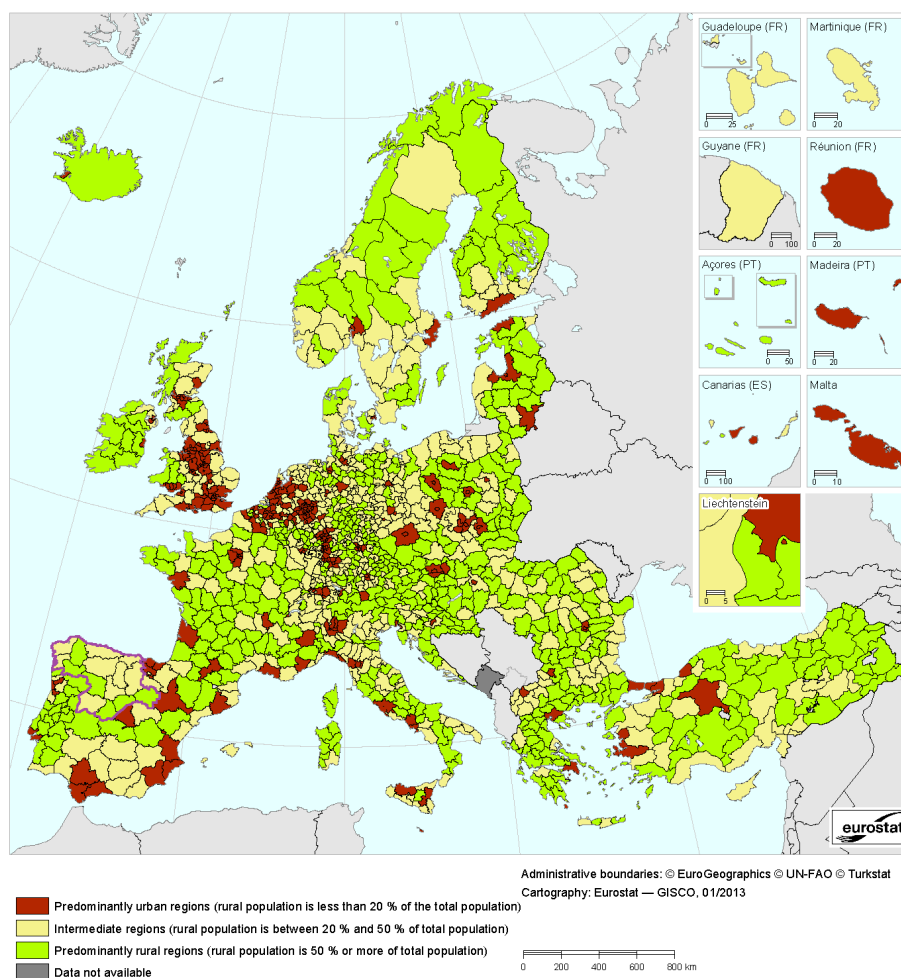 Guadeloupe (FR)
0 25
Martinique (FR)
0 20
Guyane (FR)
0 100
Réunion (FR)
0 20
Açores (PT)
0 50
Madeira (PT)
0 20
Canarias (ES)
0 100
Malta
0 10
Liechtenstein
0 5
eurostat
Administrative boundaries: © EuroGeographics © UN-FAO © Turkstat
Cartography: Eurostat — GISCO, 01/2013
Predominantly urban regions (rural population is less than 20 % of the total population)
Intermediate regions (rural population is between 20 % and 50 % of total population)
Predominantly rural regions (rural population is 50 % or more of total population)
Data not available
0 200 400 600 800 km